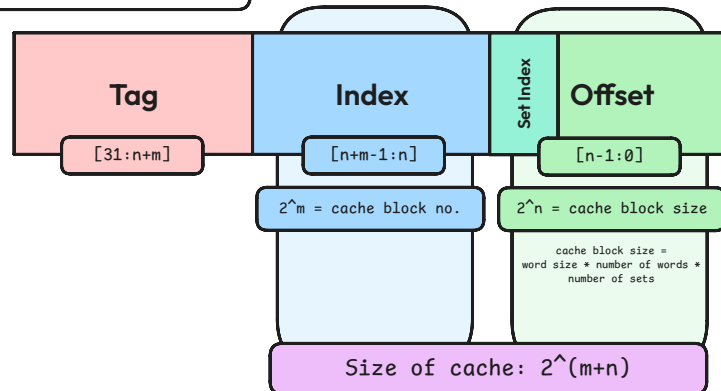 Tag
Index
Set Index
Offset
[31:n+m]
[n+m-1:n]
[n-1:0]
2^m = cache block no.
2^n = cache block size
cache block size =
word size * number of words *
number of sets
Size of cache: 2^(m+n)